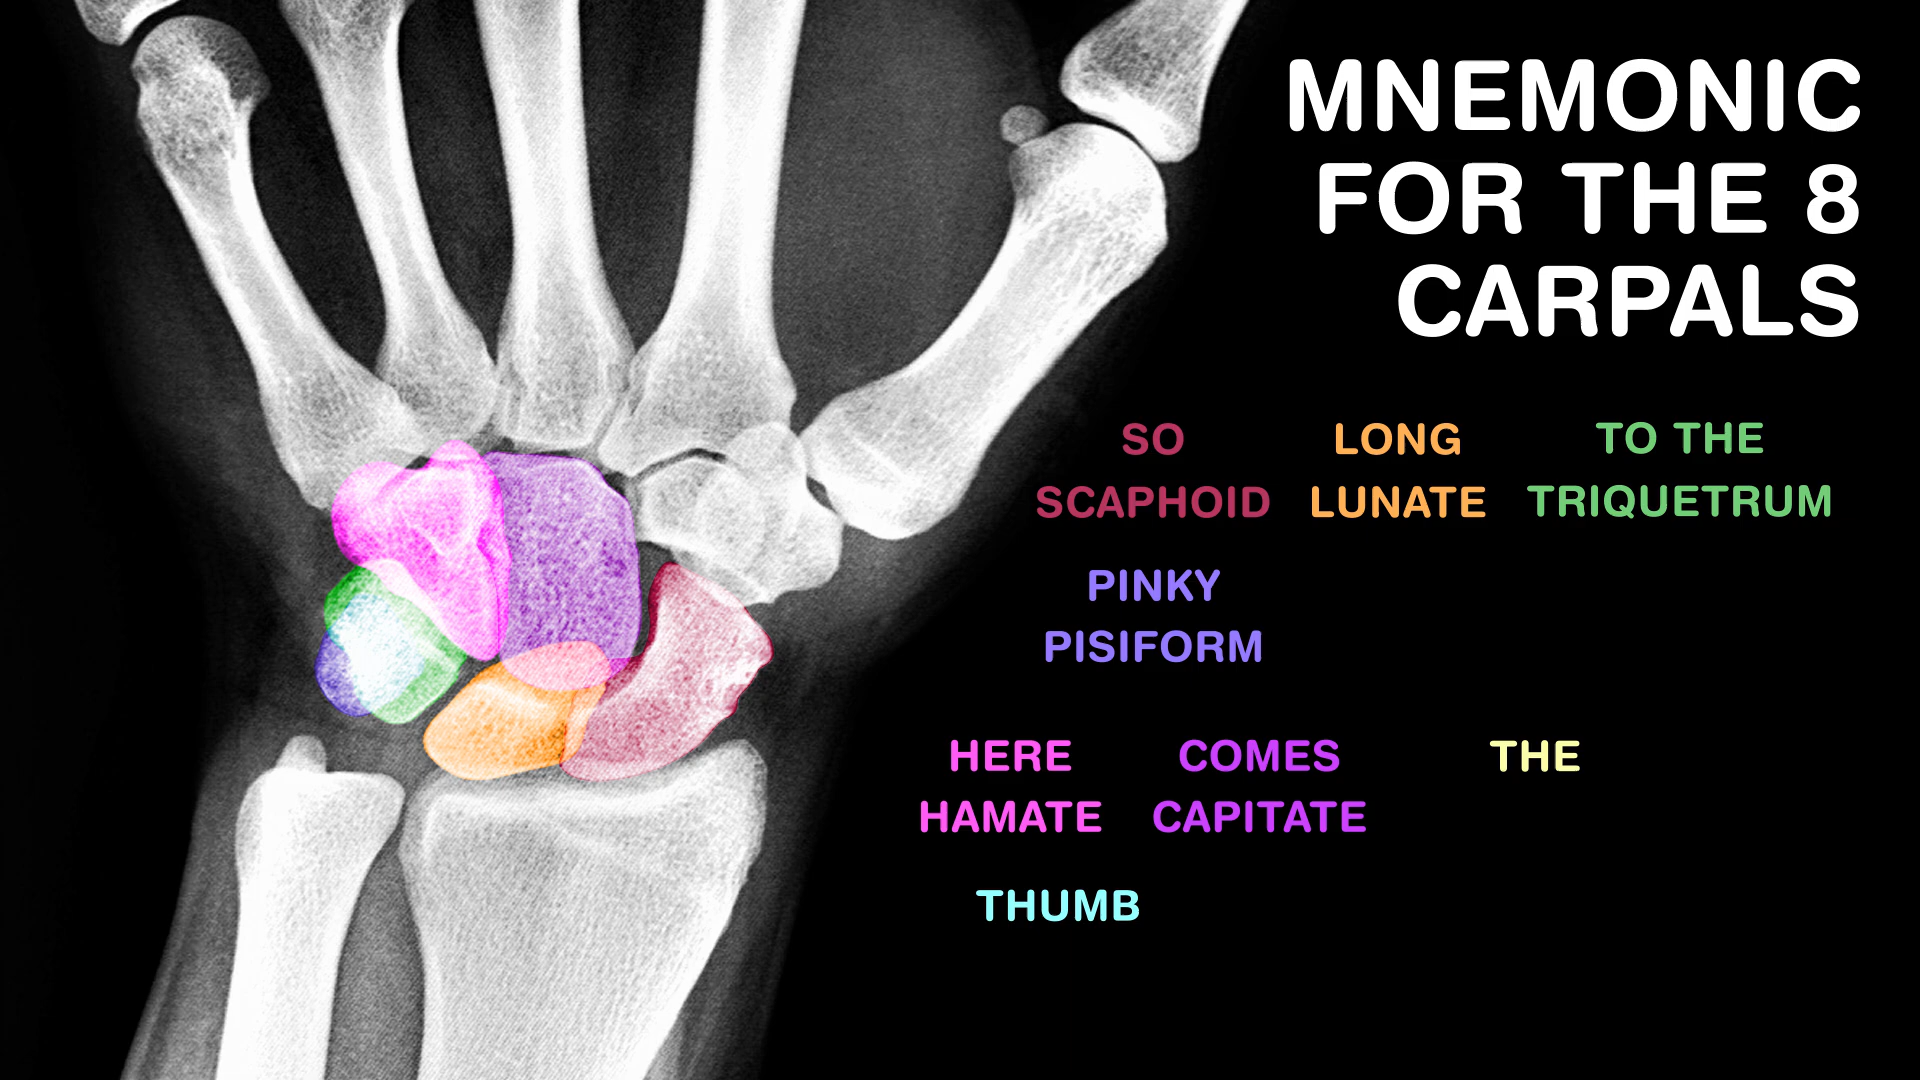 MNEMONIC
FOR THE 8
CARPALS
SO LONG TO THE
SCAPHOID LUNATE TRIQUETRUM
PINKY
PISIFORM
HERE COMES THE
HAMATE CAPITATE
THUMB